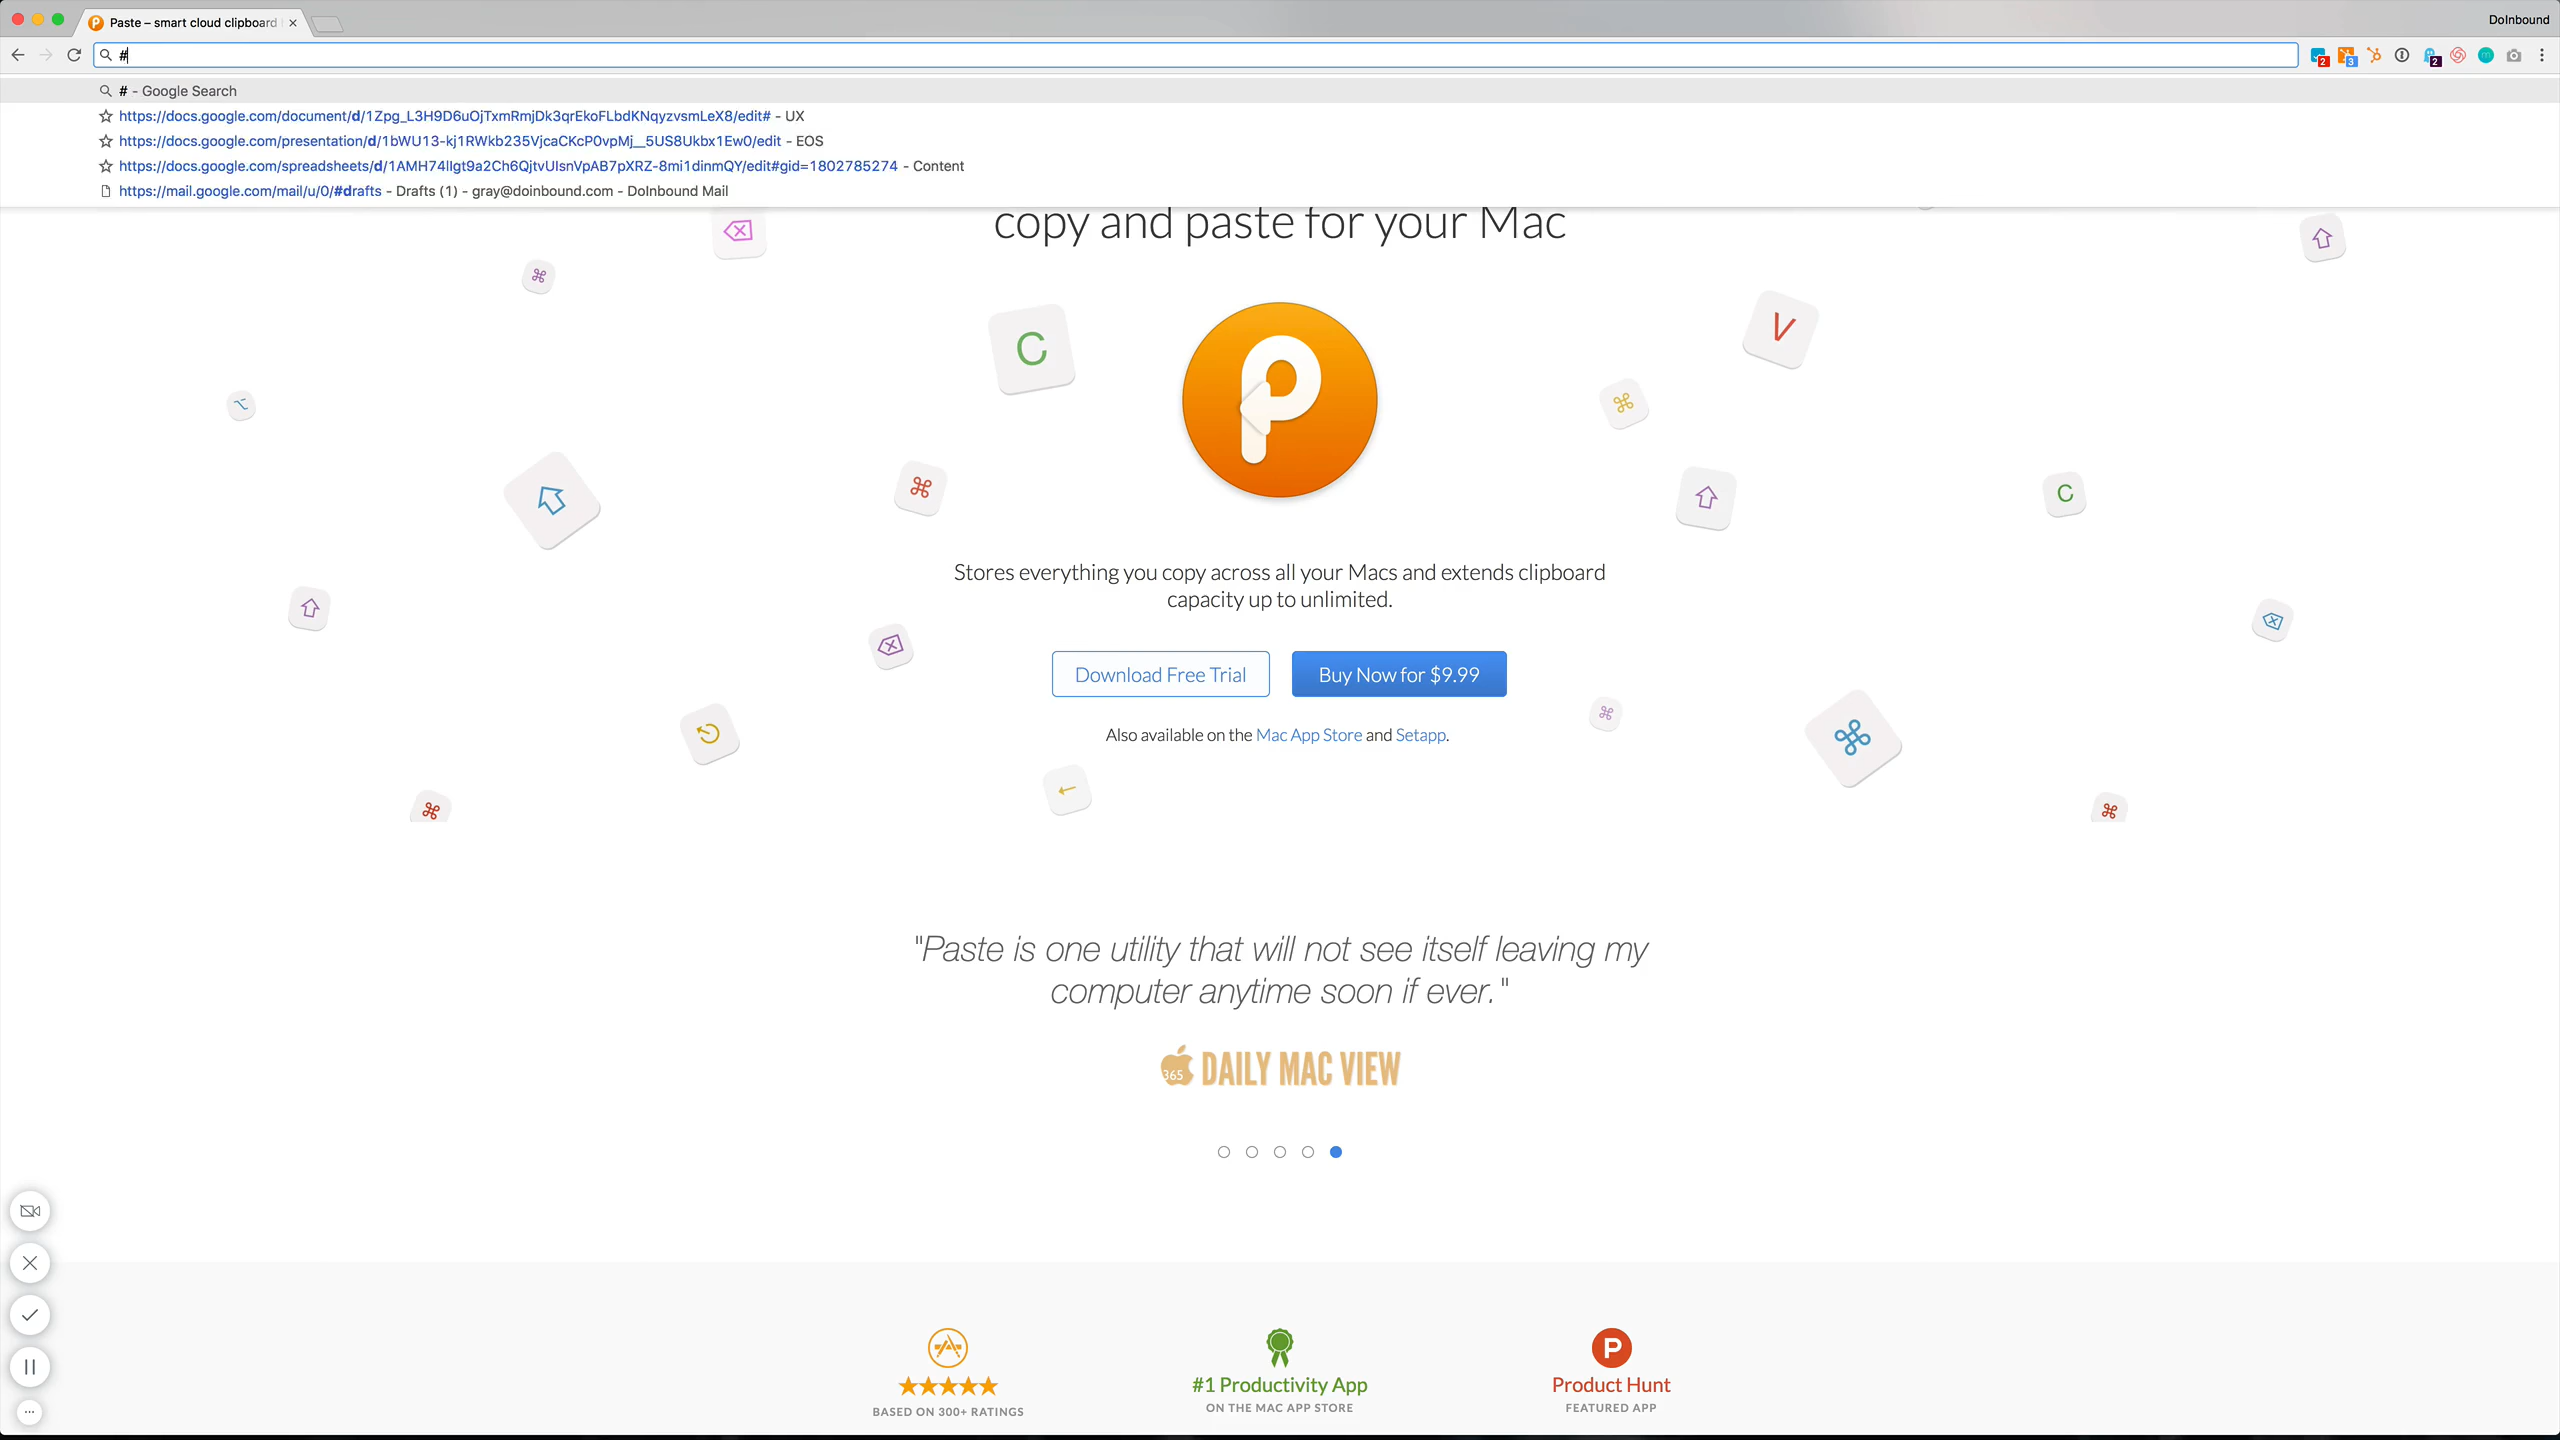 Paste – smart cloud clipboard
DoInbound
#
2
3
2
# - Google Search
https://docs.google.com/document/d/1Zpg_L3H9D6uOjTxmRmjDk3qrEkoFLbdKNqyzvsmLeX8/edit# - UX
https://docs.google.com/presentation/d/1bWU13-kj1RWkb235VjcaCKcP0vpMj__5US8Ukbx1Ew0/edit - EOS
https://docs.google.com/spreadsheets/d/1AMH74lIgt9a2Ch6QjtvUIsnVpAB7pXRZ-8mi1dinmQY/edit#gid=1802785274 - Content
https://mail.google.com/mail/u/0/#drafts - Drafts (1) - gray@doinbound.com - DoInbound Mail
copy and paste for your Mac
C
V
P
C
Stores everything you copy across all your Macs and extends clipboard
capacity up to unlimited.
Download Free Trial
Buy Now for $9.99
Also available on the Mac App Store and Setapp.
"Paste is one utility that will not see itself leaving my
computer anytime soon if ever."
365 DAILY MAC VIEW
P
#1 Productivity App
Product Hunt
BASED ON 300+ RATINGS
ON THE MAC APP STORE
FEATURED APP